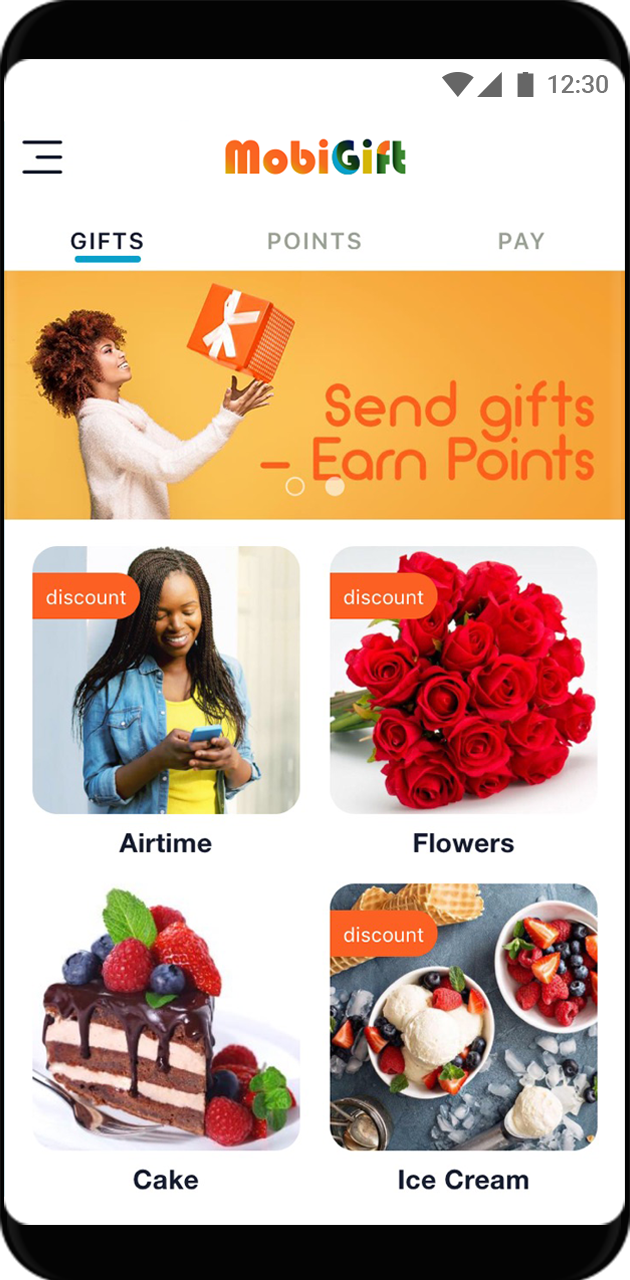 12:30
MobiGift
GIFTS POINTS PAY
Send gifts
– Earn Points
discount discount
Airtime Flowers
discount
Cake Ice Cream